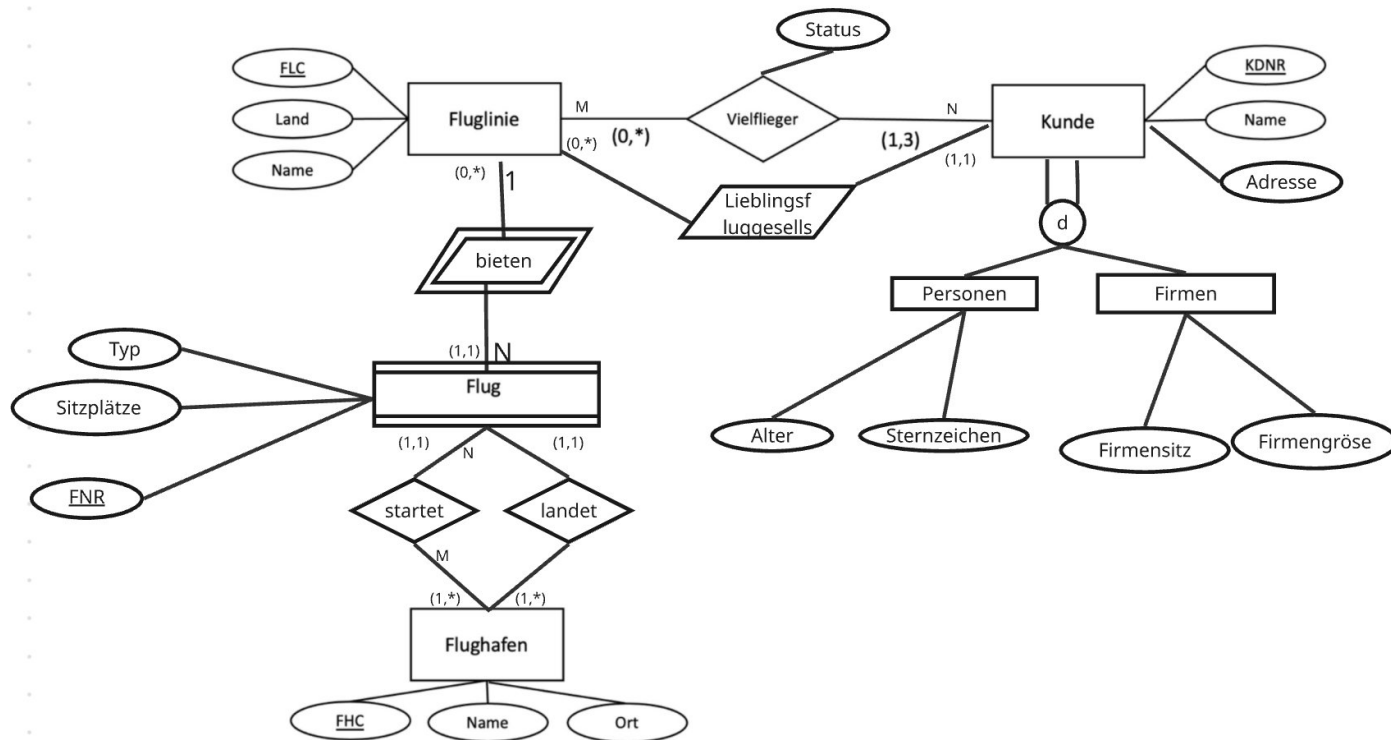 Status
FLC
KDNR
M
N
Fluglinie
Vielflieger
Kunde
Land
Name
(0,*)
(0,*)
(1,3)
(1,1)
Name
(0,*)
1
Adresse
Lieblingsf
luggesells
d
bieten
Personen
Firmen
Typ
(1,1)
N
Flug
Sitzplätze
(1,1)
N
(1,1)
Alter
Sternzeichen
Firmensitz
Firmengröse
FNR
startet
landet
M
(1,*)
(1,*)
Flughafen
FHC
Name
Ort